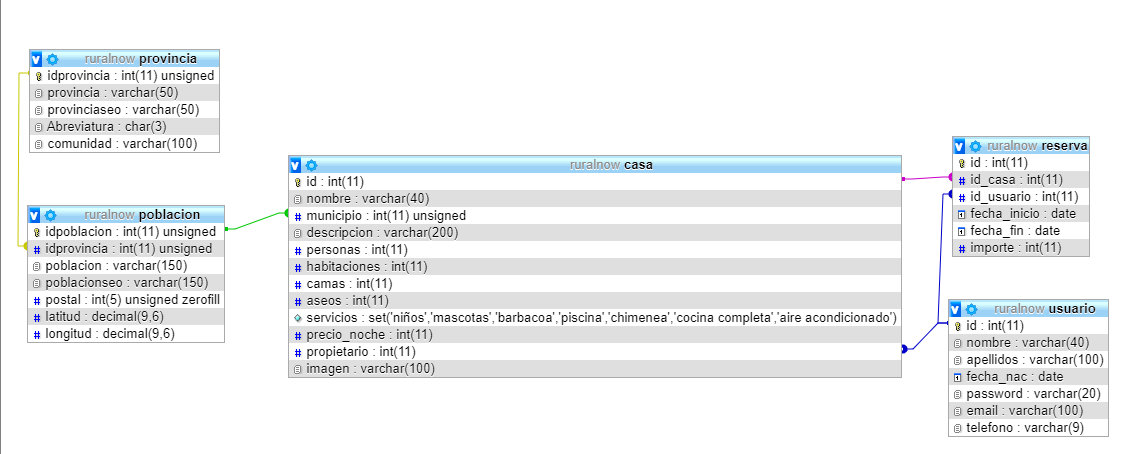 ruralnow provincia
idprovincia : int(11) unsigned
provincia : varchar(50)
provinciaseo : varchar(50)
Abreviatura : char(3)
comunidad : varchar(100)
ruralnow poblacion
idpoblacion : int(11) unsigned
idprovincia : int(11) unsigned
poblacion : varchar(150)
poblacionseo : varchar(150)
postal : int(5) unsigned zerofill
latitud : decimal(9,6)
longitud : decimal(9,6)
ruralnow casa
id : int(11)
nombre : varchar(40)
municipio : int(11) unsigned
descripcion : varchar(200)
personas : int(11)
habitaciones : int(11)
camas : int(11)
aseos : int(11)
servicios : set('niños','mascotas','barbacoa','piscina','chimenea','cocina completa','aire acondicionado')
precio_noche : int(11)
propietario : int(11)
imagen : varchar(100)
ruralnow reserva
id : int(11)
id_casa : int(11)
id_usuario : int(11)
fecha_inicio : date
fecha_fin : date
importe : int(11)
ruralnow usuario
id : int(11)
nombre : varchar(40)
apellidos : varchar(100)
fecha_nac : date
password : varchar(20)
email : varchar(100)
telefono : varchar(9)